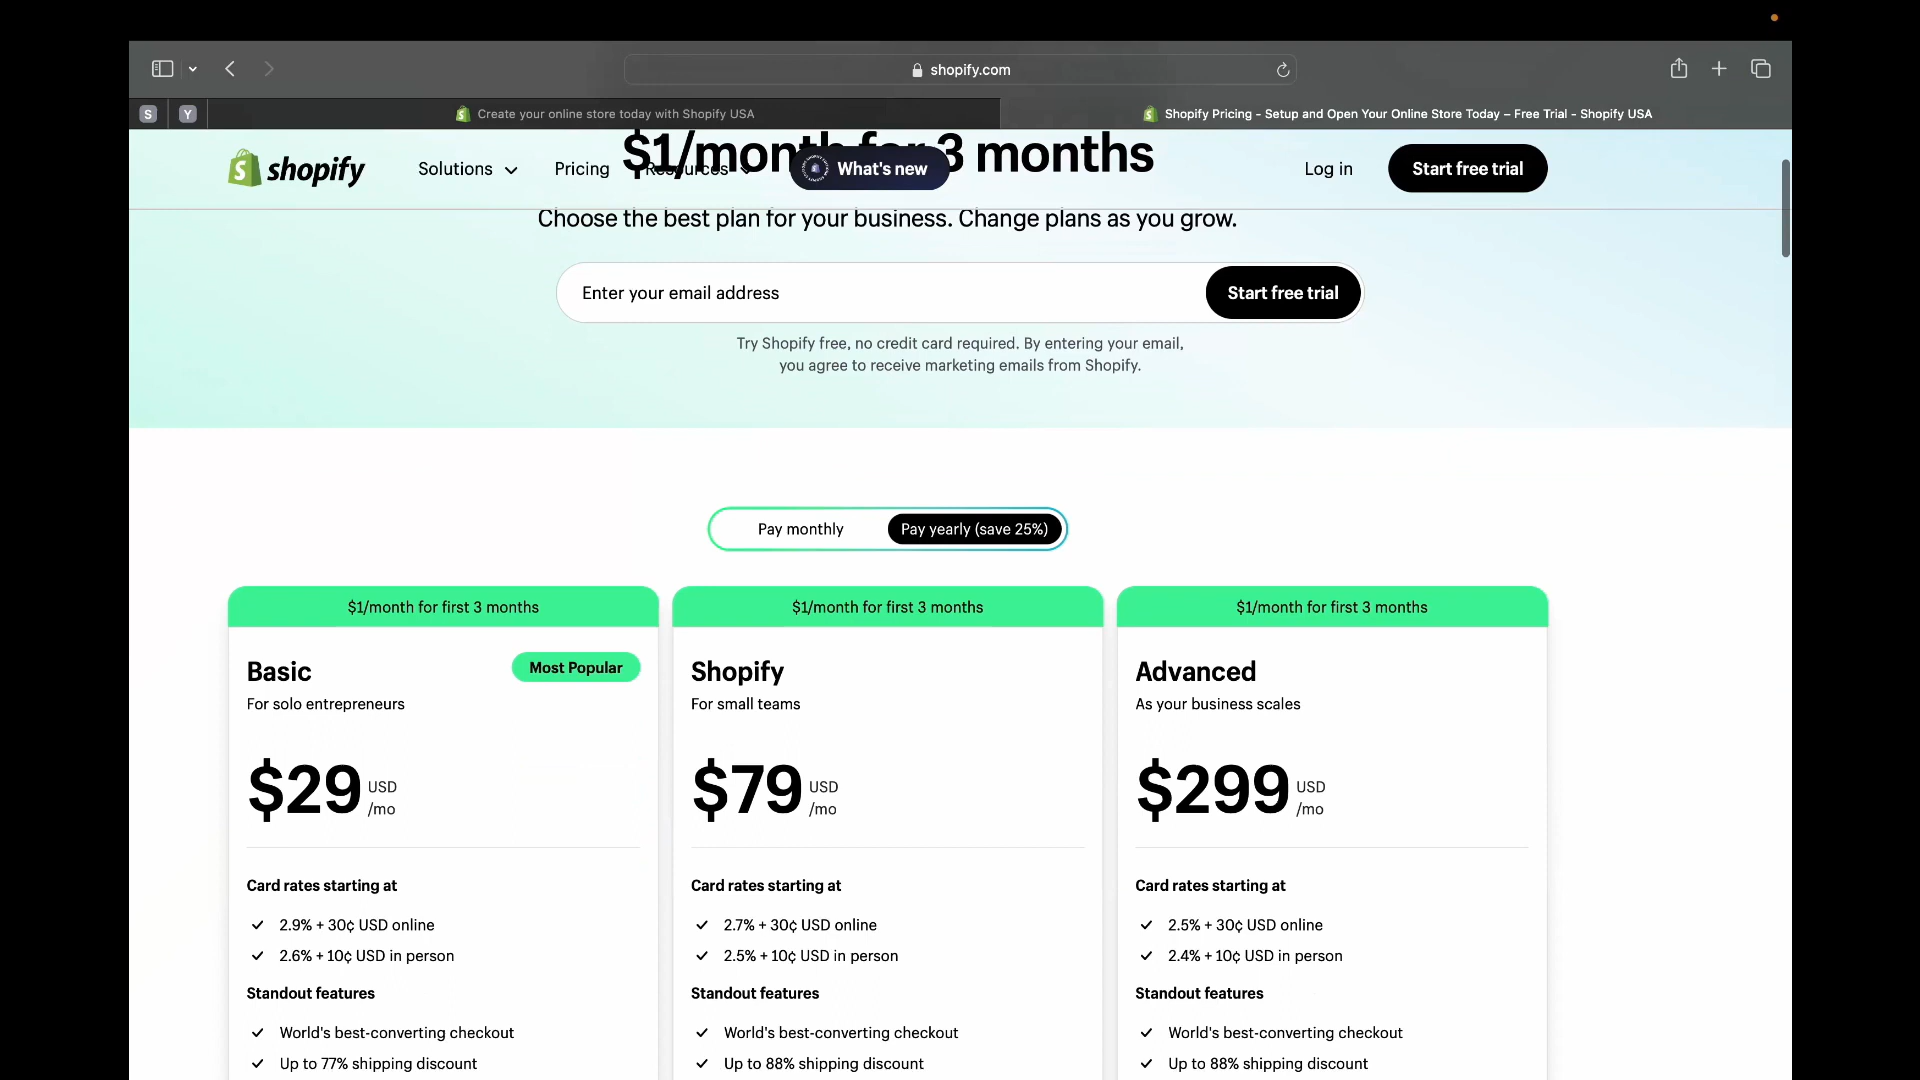 shopify.com
S
Y
Create your online store today with Shopify USA
Shopify Pricing - Setup and Open Your Online Store Today – Free Trial - Shopify USA
$1/month for 3 months
shopify
Solutions
Pricing
Resources
What's new
Log in
Start free trial
Choose the best plan for your business. Change plans as you grow.
Enter your email address
Start free trial
Try Shopify free, no credit card required. By entering your email,
you agree to receive marketing emails from Shopify.
Pay monthly
Pay yearly (save 25%)
$1/month for first 3 months
Basic
Most Popular
For solo entrepreneurs
$29 USD
/mo
Card rates starting at
2.9% + 30¢ USD online
2.6% + 10¢ USD in person
Standout features
World's best-converting checkout
Up to 77% shipping discount
$1/month for first 3 months
Shopify
For small teams
$79 USD
/mo
Card rates starting at
2.7% + 30¢ USD online
2.5% + 10¢ USD in person
Standout features
World's best-converting checkout
Up to 88% shipping discount
$1/month for first 3 months
Advanced
As your business scales
$299 USD
/mo
Card rates starting at
2.5% + 30¢ USD online
2.4% + 10¢ USD in person
Standout features
World's best-converting checkout
Up to 88% shipping discount